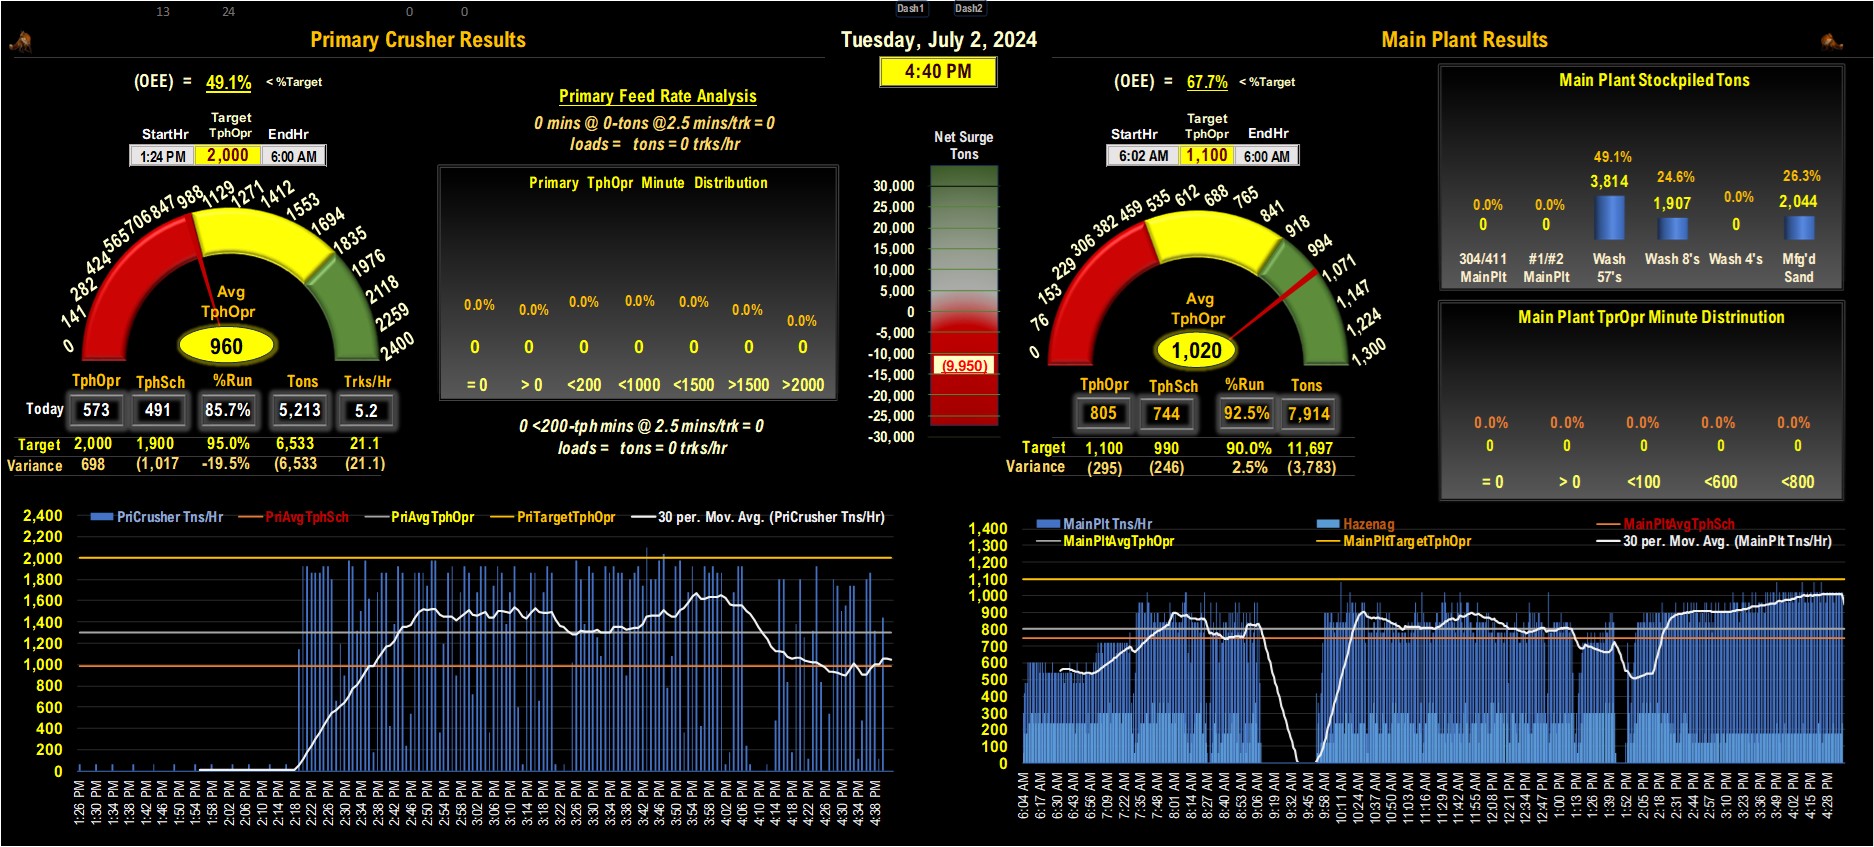 13 24 0 0 Dash1 Dash2
Primary Crusher Results
Tuesday, July 2, 2024
Main Plant Results
4:40 PM
(OEE) = 49.1% < %Target
Target
StartHr TphOpr EndHr
1:24 PM 2,000 6:00 AM
0 141 282 424 565 706 847 988 1129 1271 1412 1553 1694 1835 1976 2118 2259 2400
Avg
TphOpr
960
TphOpr TphSch %Run Tons Trks/Hr
Today 573 491 85.7% 5,213 5.2
Target 2,000 1,900 95.0% 6,533 21.1
Variance 698 (1,017 -19.5% (6,533 (21.1)
Primary Feed Rate Analysis
0 mins @ 0-tons @2.5 mins/trk = 0
loads = tons = 0 trks/hr
Primary TphOpr Minute Distribution
0.0% 0.0% 0.0% 0.0% 0.0% 0.0% 0.0%
0 0 0 0 0 0 0
= 0 > 0 <200 <1000 <1500 >1500 >2000
0 <200-tph mins @ 2.5 mins/trk = 0
loads = tons = 0 trks/hr
Net Surge
Tons
30,000
25,000
20,000
15,000
10,000
5,000
0
-5,000
-10,000
(9,950)
-15,000
-20,000
-25,000
-30,000
(OEE) = 67.7% < %Target
Target
StartHr TphOpr EndHr
6:02 AM 1,100 6:00 AM
0 76 153 229 306 382 459 535 612 688 765 841 918 994 1,071 1,147 1,224 1,300
Avg
TphOpr
1,020
TphOpr TphSch %Run Tons
805 744 92.5% 7,914
Target 1,100 990 90.0% 11,697
Variance (295) (246) 2.5% (3,783)
Main Plant Stockpiled Tons
0.0% 0.0% 49.1% 24.6% 0.0% 26.3%
0 0 3,814 1,907 0 2,044
304/411 #1/#2 Wash Wash 8's Wash 4's Mfg'd
MainPlt MainPlt 57's Sand
Main Plant TprOpr Minute Distrinution
0.0% 0.0% 0.0% 0.0% 0.0%
0 0 0 0 0
= 0 > 0 <100 <600 <800
PriCrusher Tns/Hr PriAvgTphSch PriAvgTphOpr PriTargetTphOpr 30 per. Mov. Avg. (PriCrusher Tns/Hr)
2,400
2,200
2,000
1,800
1,600
1,400
1,200
1,000
800
600
400
200
0
1:26 PM 1:30 PM 1:34 PM 1:38 PM 1:42 PM 1:46 PM 1:50 PM 1:54 PM 1:58 PM 2:02 PM 2:06 PM 2:10 PM 2:14 PM 2:18 PM 2:22 PM 2:26 PM 2:30 PM 2:34 PM 2:38 PM 2:42 PM 2:46 PM 2:50 PM 2:54 PM 2:58 PM 3:02 PM 3:06 PM 3:10 PM 3:14 PM 3:18 PM 3:22 PM 3:26 PM 3:30 PM 3:34 PM 3:38 PM 3:42 PM 3:46 PM 3:50 PM 3:54 PM 3:58 PM 4:02 PM 4:06 PM 4:10 PM 4:14 PM 4:18 PM 4:22 PM 4:26 PM 4:30 PM 4:34 PM 4:38 PM
MainPlt Tns/Hr Hazenag MainPltAvgTphSch
MainPltAvgTphOpr MainPltTargetTphOpr 30 per. Mov. Avg. (MainPlt Tns/Hr)
1,400
1,300
1,200
1,100
1,000
900
800
700
600
500
400
300
200
100
0
6:04 AM 6:17 AM 6:30 AM 6:43 AM 6:56 AM 7:09 AM 7:22 AM 7:35 AM 7:48 AM 8:01 AM 8:14 AM 8:27 AM 8:40 AM 8:53 AM 9:06 AM 9:19 AM 9:32 AM 9:45 AM 9:58 AM 10:11 AM 10:24 AM 10:37 AM 10:50 AM 11:03 AM 11:16 AM 11:29 AM 11:42 AM 11:55 AM 12:08 PM 12:21 PM 12:34 PM 12:47 PM 1:00 PM 1:13 PM 1:26 PM 1:39 PM 1:52 PM 2:05 PM 2:18 PM 2:31 PM 2:44 PM 2:57 PM 3:10 PM 3:23 PM 3:36 PM 3:49 PM 4:02 PM 4:15 PM 4:28 PM